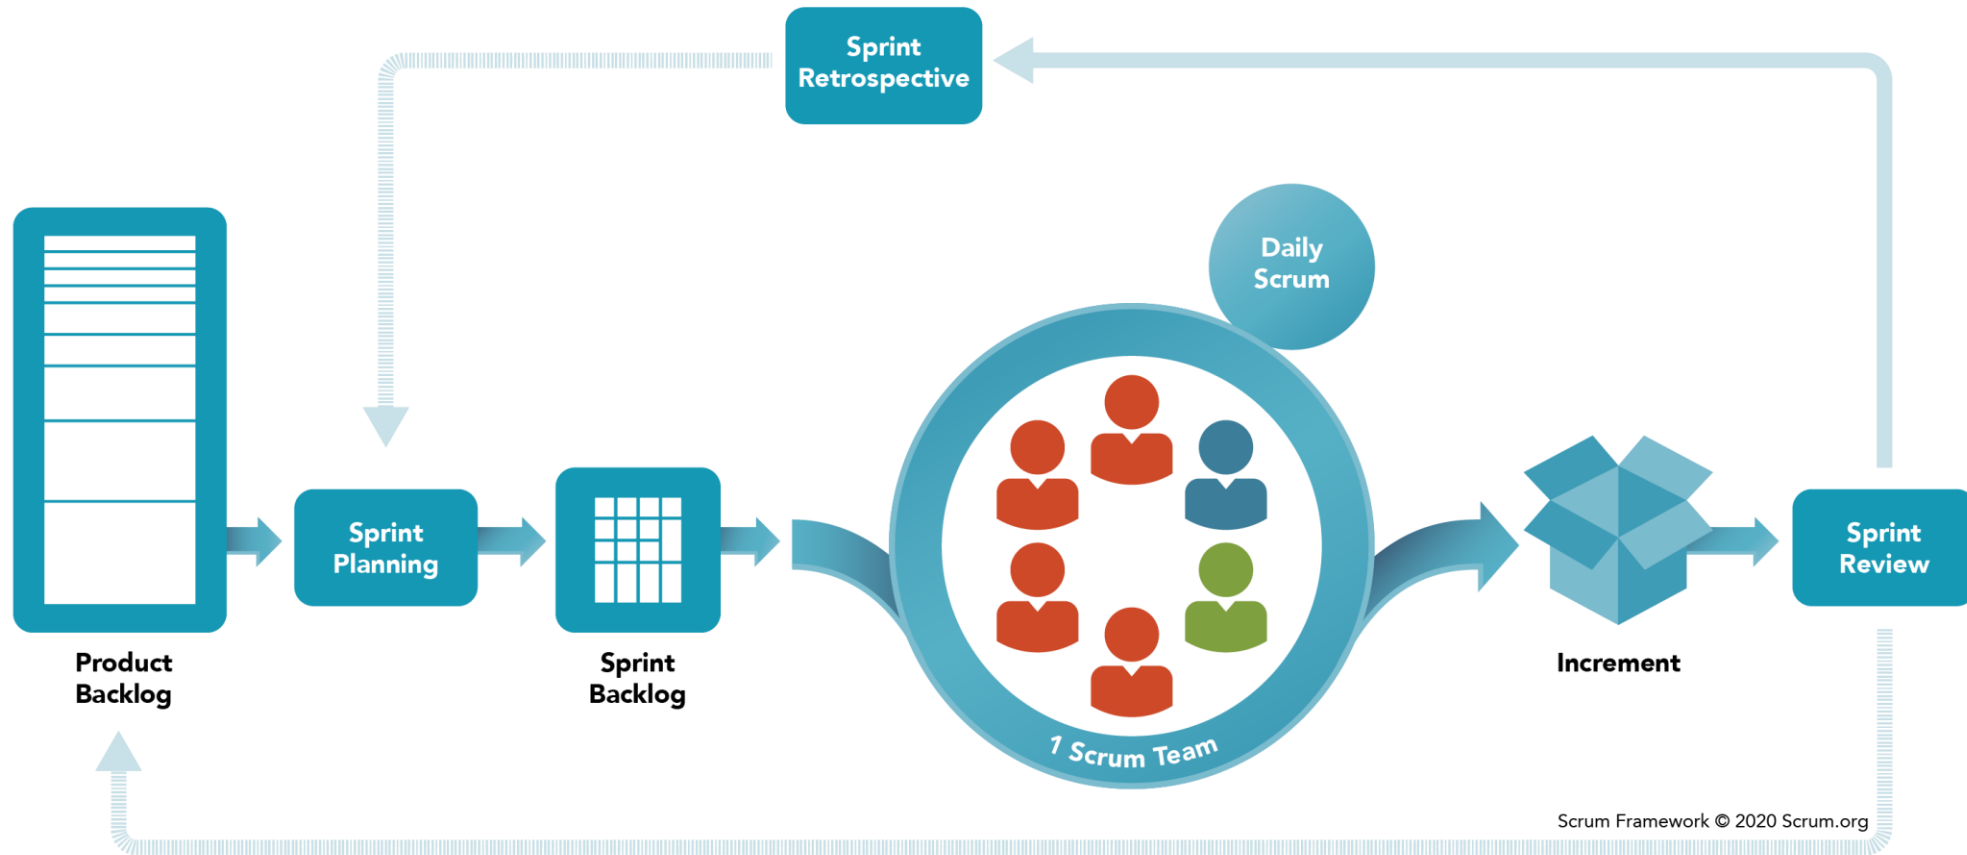 Sprint
Retrospective
Daily
Scrum
Sprint
Planning
Sprint
Review
Product
Backlog
Sprint
Backlog
1 Scrum Team
Increment
Scrum Framework © 2020 Scrum.org